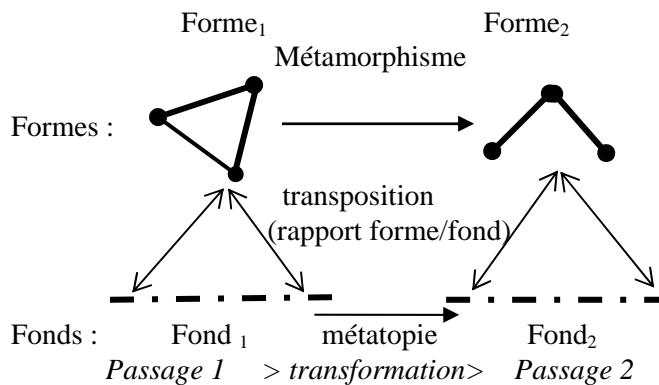 Forme₁ Forme₂
Métamorphisme
Formes :
transposition
(rapport forme/fond)
Fonds : Fond ₁ métatopie Fond₂
Passage 1 > transformation> Passage 2